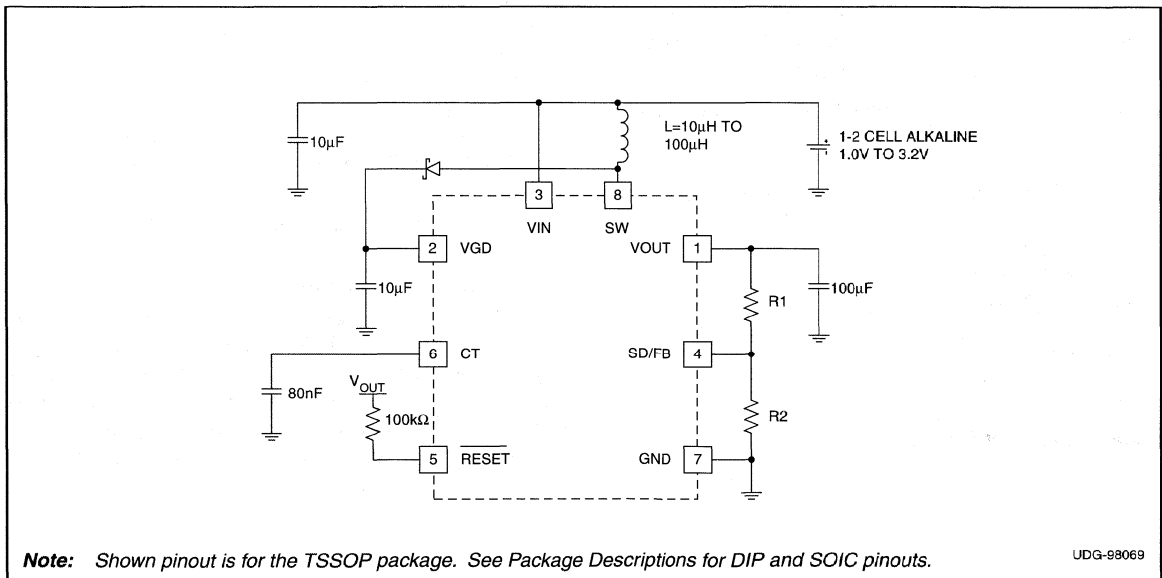 10µF
L=10µH TO
100µH
1-2 CELL ALKALINE
1.0V TO 3.2V
+
-
3
8
VIN
SW
2
VGD
VOUT
1
10µF
R1
100µF
6
CT
SD/FB
4
80nF
VOUT
100kΩ
R2
5
RESET
GND
7
Note: Shown pinout is for the TSSOP package. See Package Descriptions for DIP and SOIC pinouts.
UDG-98069